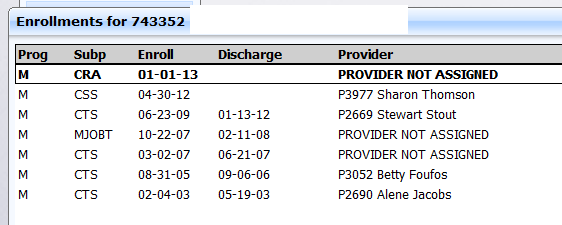 Enrollments for 743352
Prog Subp Enroll Discharge Provider
M CRA 01-01-13 PROVIDER NOT ASSIGNED
M CSS 04-30-12 P3977 Sharon Thomson
M CTS 06-23-09 01-13-12 P2669 Stewart Stout
M MJOBT 10-22-07 02-11-08 PROVIDER NOT ASSIGNED
M CTS 03-02-07 06-21-07 PROVIDER NOT ASSIGNED
M CTS 08-31-05 09-06-06 P3052 Betty Foufos
M CTS 02-04-03 05-19-03 P2690 Alene Jacobs